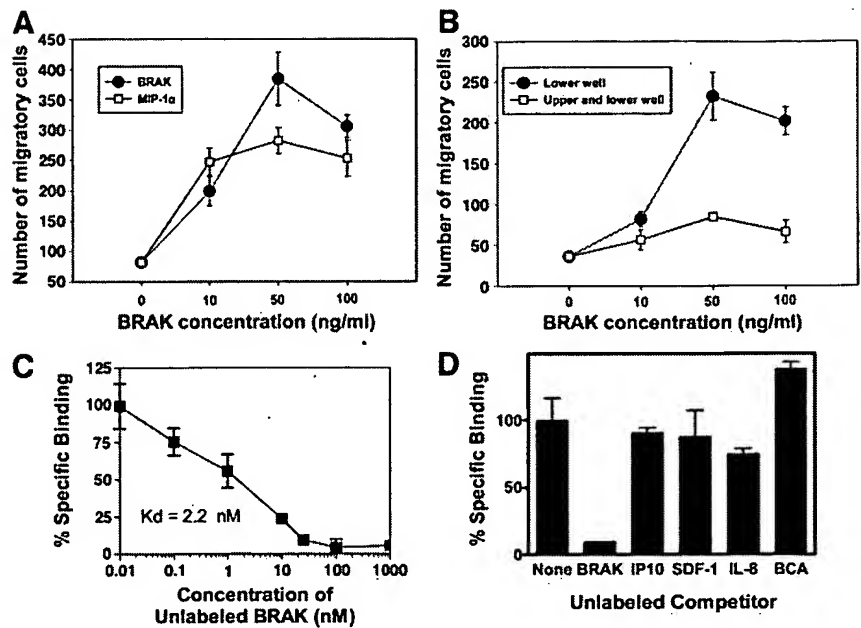 A
Number of migratory cells
450
400
350
300
250
200
150
100
50
BRAK
MIP-1α
0
10
50
100
BRAK concentration (ng/ml)
B
Number of migratory cells
300
250
200
150
100
50
0
Lower well
Upper and lower well
0
10
50
100
BRAK concentration (ng/ml)
C
% Specific Binding
125
100
75
50
25
0
Kd = 2.2 nM
0.01
0.1
1
10
100
1000
Concentration of
Unlabeled BRAK (nM)
D
% Specific Binding
100
50
0
None
BRAK
IP10
SDF-1
IL-8
BCA
Unlabeled Competitor